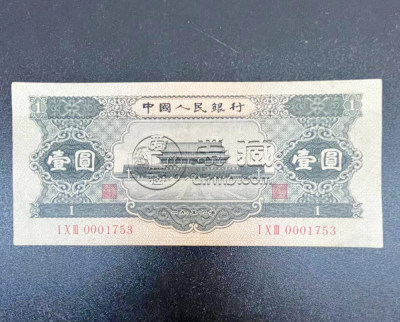 中國人民銀行
1 1
壹圓 壹圓
1 1
一九五六年
I X III 0001753 I X III 0001753